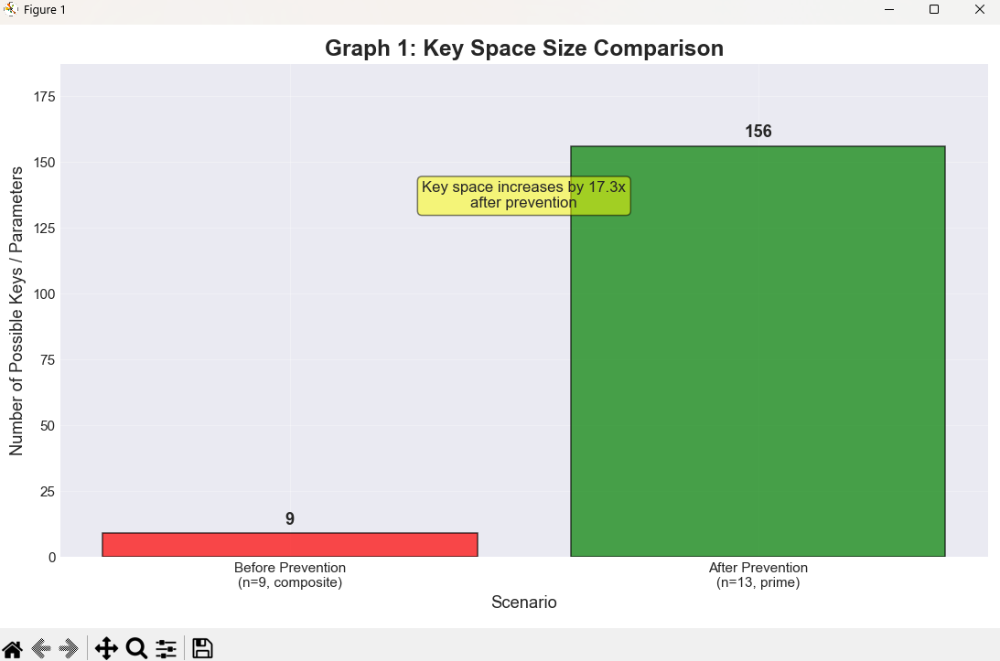 Figure 1
Graph 1: Key Space Size Comparison
Number of Possible Keys / Parameters
175
150
125
100
75
50
25
0
156
Key space increases by 17.3x
after prevention
9
Before Prevention
(n=9, composite)
After Prevention
(n=13, prime)
Scenario